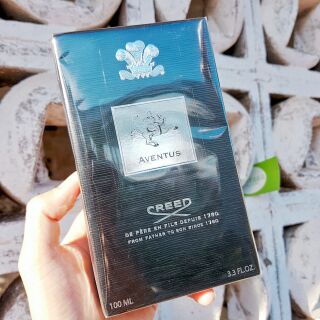 AVENTUS
CREED
DE PÈRE EN FILS DEPUIS 1760
FROM FATHER TO SON SINCE 1760
100 ML
3.3 FL.OZ.